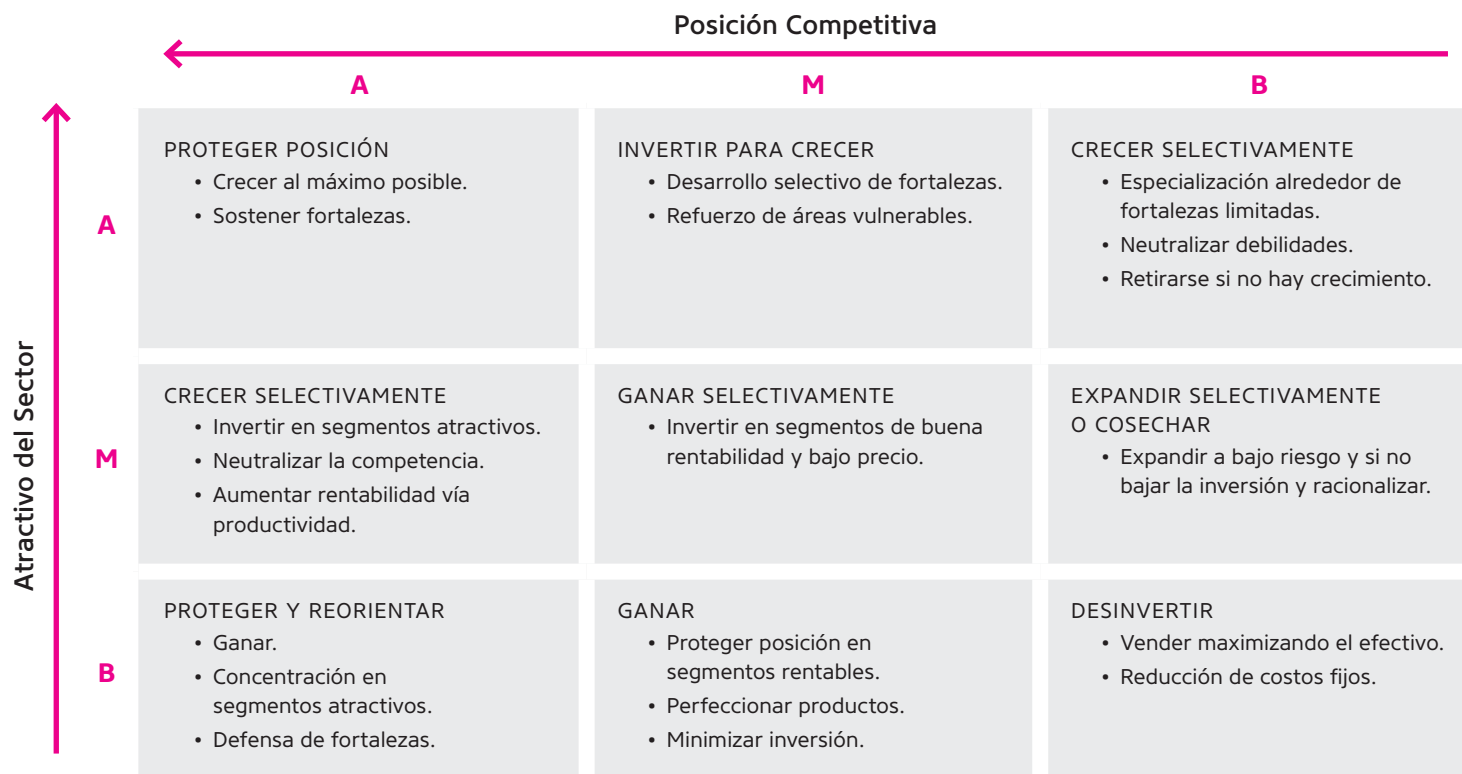 Posición Competitiva
A
M
B
Atractivo del Sector
A
PROTEGER POSICIÓN
• Crecer al máximo posible.
• Sostener fortalezas.
INVERTIR PARA CRECER
• Desarrollo selectivo de fortalezas.
• Refuerzo de áreas vulnerables.
CRECER SELECTIVAMENTE
• Especialización alrededor de
fortalezas limitadas.
• Neutralizar debilidades.
• Retirarse si no hay crecimiento.
M
CRECER SELECTIVAMENTE
• Invertir en segmentos atractivos.
• Neutralizar la competencia.
• Aumentar rentabilidad vía
productividad.
GANAR SELECTIVAMENTE
• Invertir en segmentos de buena
rentabilidad y bajo precio.
EXPANDIR SELECTIVAMENTE
O COSECHAR
• Expandir a bajo riesgo y si no
bajar la inversión y racionalizar.
B
PROTEGER Y REORIENTAR
• Ganar.
• Concentración en
segmentos atractivos.
• Defensa de fortalezas.
GANAR
• Proteger posición en
segmentos rentables.
• Perfeccionar productos.
• Minimizar inversión.
DESINVERTIR
• Vender maximizando el efectivo.
• Reducción de costos fijos.